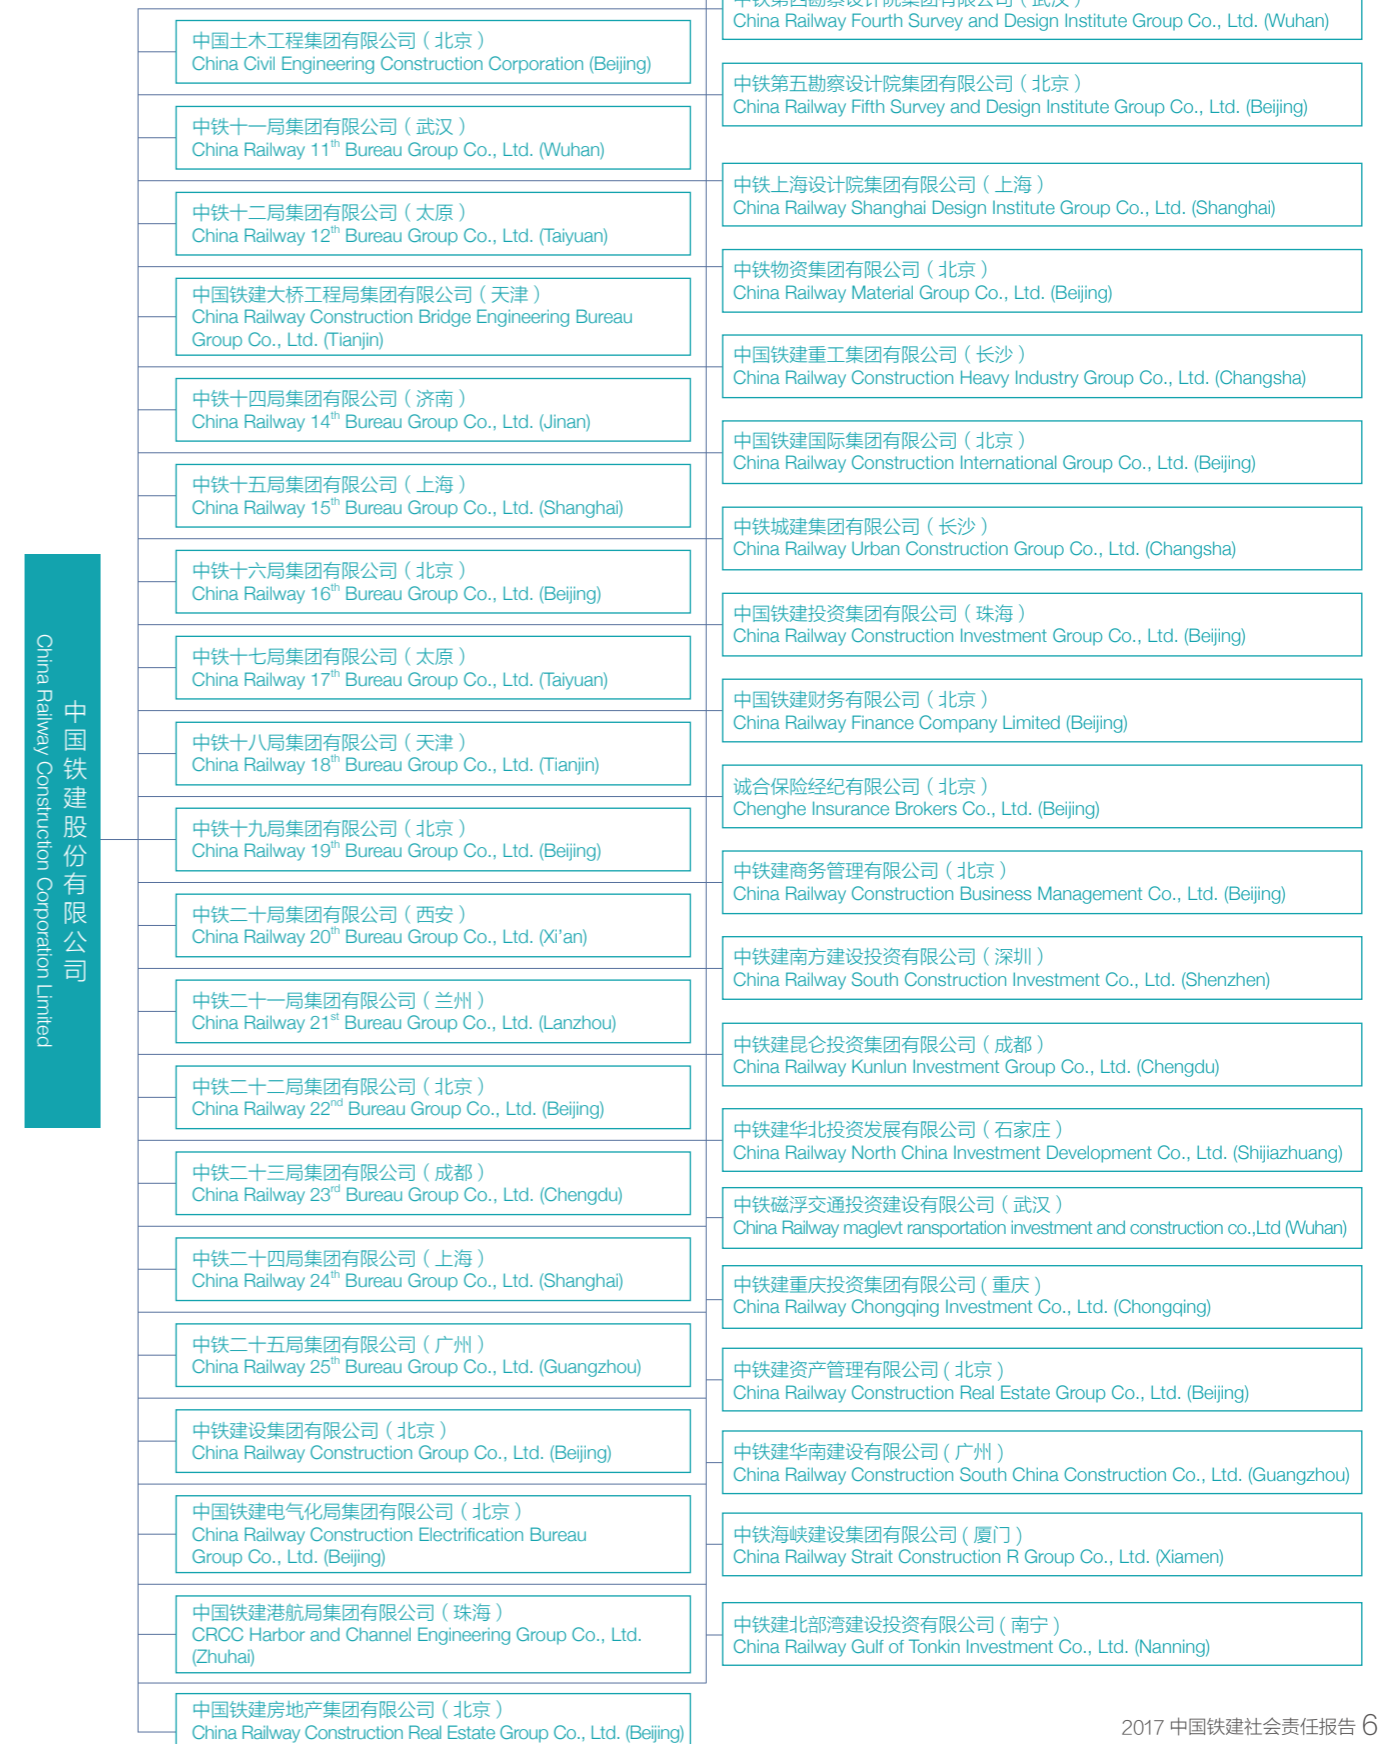 中国铁建股份有限公司
China Railway Construction Corporation Limited
中国土木工程集团有限公司（北京）
China Civil Engineering Construction Corporation (Beijing)
中铁十一局集团有限公司（武汉）
China Railway 11th Bureau Group Co., Ltd. (Wuhan)
中铁十二局集团有限公司（太原）
China Railway 12th Bureau Group Co., Ltd. (Taiyuan)
中国铁建大桥工程局集团有限公司（天津）
China Railway Construction Bridge Engineering Bureau
Group Co., Ltd. (Tianjin)
中铁十四局集团有限公司（济南）
China Railway 14th Bureau Group Co., Ltd. (Jinan)
中铁十五局集团有限公司（上海）
China Railway 15th Bureau Group Co., Ltd. (Shanghai)
中铁十六局集团有限公司（北京）
China Railway 16th Bureau Group Co., Ltd. (Beijing)
中铁十七局集团有限公司（太原）
China Railway 17th Bureau Group Co., Ltd. (Taiyuan)
中铁十八局集团有限公司（天津）
China Railway 18th Bureau Group Co., Ltd. (Tianjin)
中铁十九局集团有限公司（北京）
China Railway 19th Bureau Group Co., Ltd. (Beijing)
中铁二十局集团有限公司（西安）
China Railway 20th Bureau Group Co., Ltd. (Xi'an)
中铁二十一局集团有限公司（兰州）
China Railway 21st Bureau Group Co., Ltd. (Lanzhou)
中铁二十二局集团有限公司（北京）
China Railway 22nd Bureau Group Co., Ltd. (Beijing)
中铁二十三局集团有限公司（成都）
China Railway 23rd Bureau Group Co., Ltd. (Chengdu)
中铁二十四局集团有限公司（上海）
China Railway 24th Bureau Group Co., Ltd. (Shanghai)
中铁二十五局集团有限公司（广州）
China Railway 25th Bureau Group Co., Ltd. (Guangzhou)
中铁建设集团有限公司（北京）
China Railway Construction Group Co., Ltd. (Beijing)
中国铁建电气化局集团有限公司（北京）
China Railway Construction Electrification Bureau
Group Co., Ltd. (Beijing)
中国铁建港航局集团有限公司（珠海）
CRCC Harbor and Channel Engineering Group Co., Ltd.
(Zhuhai)
中国铁建房地产集团有限公司（北京）
China Railway Construction Real Estate Group Co., Ltd. (Beijing)
中铁第四勘察设计院集团有限公司（武汉）
China Railway Fourth Survey and Design Institute Group Co., Ltd. (Wuhan)
中铁第五勘察设计院集团有限公司（北京）
China Railway Fifth Survey and Design Institute Group Co., Ltd. (Beijing)
中铁上海设计院集团有限公司（上海）
China Railway Shanghai Design Institute Group Co., Ltd. (Shanghai)
中铁物资集团有限公司（北京）
China Railway Material Group Co., Ltd. (Beijing)
中国铁建重工集团有限公司（长沙）
China Railway Construction Heavy Industry Group Co., Ltd. (Changsha)
中国铁建国际集团有限公司（北京）
China Railway Construction International Group Co., Ltd. (Beijing)
中铁城建集团有限公司（长沙）
China Railway Urban Construction Group Co., Ltd. (Changsha)
中国铁建投资集团有限公司（珠海）
China Railway Construction Investment Group Co., Ltd. (Beijing)
中国铁建财务有限公司（北京）
China Railway Finance Company Limited (Beijing)
诚合保险经纪有限公司（北京）
Chenghe Insurance Brokers Co., Ltd. (Beijing)
中铁建商务管理有限公司（北京）
China Railway Construction Business Management Co., Ltd. (Beijing)
中铁建南方建设投资有限公司（深圳）
China Railway South Construction Investment Co., Ltd. (Shenzhen)
中铁建昆仑投资集团有限公司（成都）
China Railway Kunlun Investment Group Co., Ltd. (Chengdu)
中铁建华北投资发展有限公司（石家庄）
China Railway North China Investment Development Co., Ltd. (Shijiazhuang)
中铁磁浮交通投资建设有限公司（武汉）
China Railway maglevt ransportation investment and construction co.,Ltd (Wuhan)
中铁建重庆投资集团有限公司 ( 重庆 )
China Railway Chongqing Investment Co., Ltd. (Chongqing)
中铁建资产管理有限公司 ( 北京 )
China Railway Construction Real Estate Group Co., Ltd. (Beijing)
中铁建华南建设有限公司 ( 广州 )
China Railway Construction South China Construction Co., Ltd. (Guangzhou)
中铁海峡建设集团有限公司 ( 厦门 )
China Railway Strait Construction R Group Co., Ltd. (Xiamen)
中铁建北部湾建设投资有限公司 ( 南宁 )
China Railway Gulf of Tonkin Investment Co., Ltd. (Nanning)
2017 中国铁建社会责任报告 6